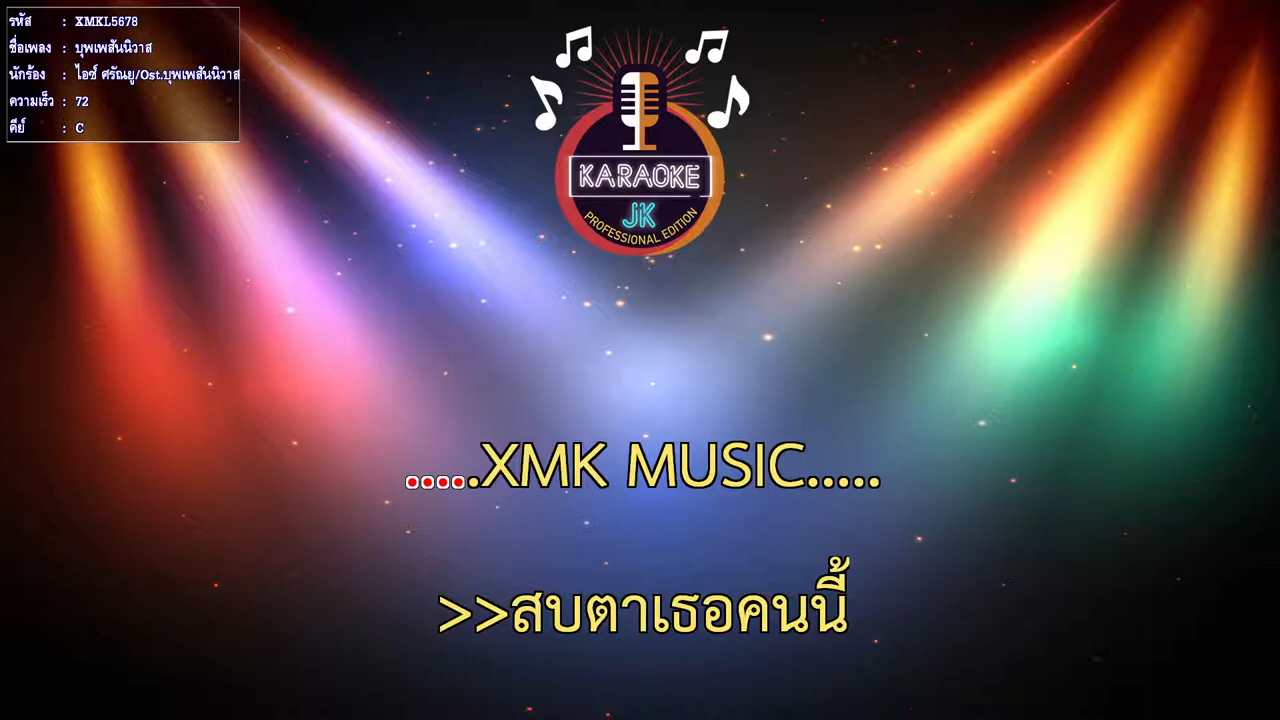 รหัส : XMKL5678
ชื่อเพลง : บุพเพสันนิวาส
นักร้อง : ไอซ์ ศรัณยู/Ost.บุพเพสันนิวาส
ความเร็ว : 72
คีย์ : C
KARAOKE
JK
PROFESSIONAL EDITION
.....XMK MUSIC.....
>>สบตาเธอคนนี้